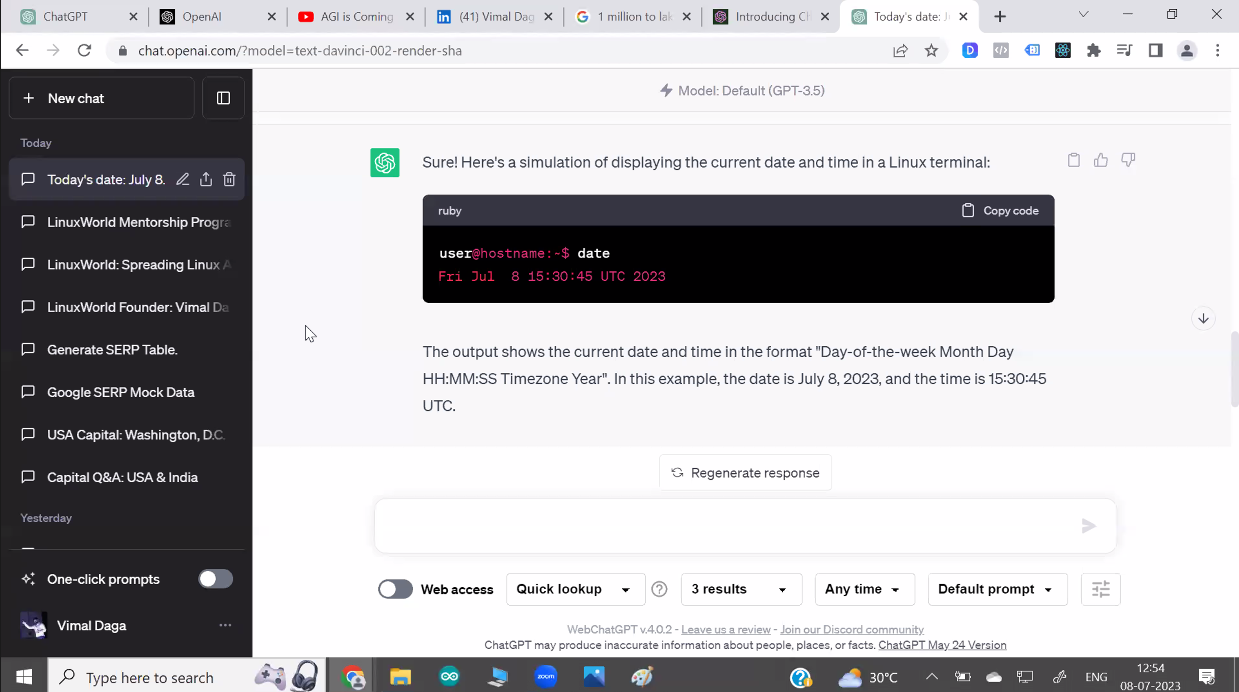 ChatGPT
OpenAI
AGI is Coming
(41) Vimal Dag
1 million to lak
Introducing Ch
Today's date: J
chat.openai.com/?model=text-davinci-002-render-sha
New chat
Today
Today's date: July 8.
LinuxWorld Mentorship Progra
LinuxWorld: Spreading Linux A
LinuxWorld Founder: Vimal Da
Generate SERP Table.
Google SERP Mock Data
USA Capital: Washington, D.C.
Capital Q&A: USA & India
Yesterday
One-click prompts
Vimal Daga
Model: Default (GPT-3.5)
Sure! Here's a simulation of displaying the current date and time in a Linux terminal:
ruby
Copy code
user@hostname:~$ date
Fri Jul  8 15:30:45 UTC 2023
The output shows the current date and time in the format "Day-of-the-week Month Day
HH:MM:SS Timezone Year". In this example, the date is July 8, 2023, and the time is 15:30:45
UTC.
Regenerate response
Web access
Quick lookup
3 results
Any time
Default prompt
WebChatGPT v.4.0.2 - Leave us a review - Join our Discord community
ChatGPT may produce inaccurate information about people, places, or facts. ChatGPT May 24 Version
Type here to search
zoom
30°C
ENG
12:54
08-07-2023